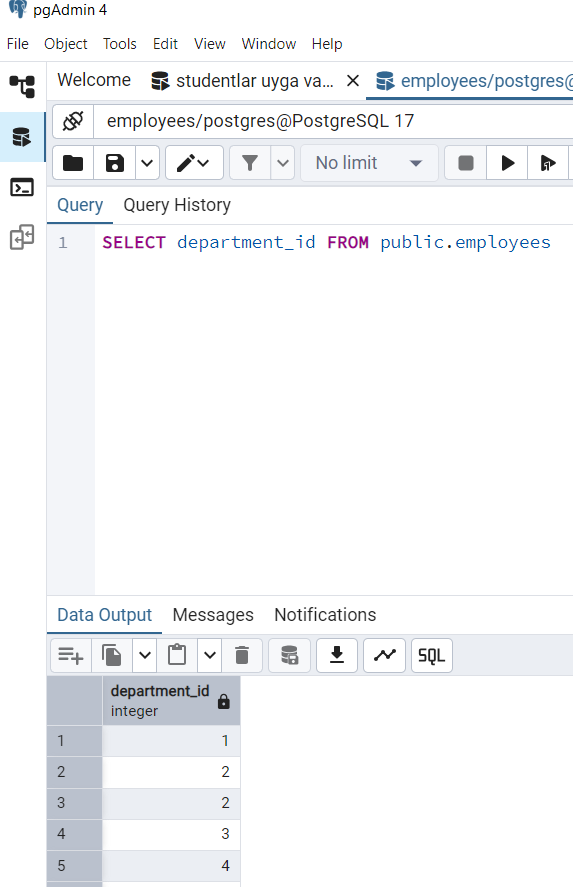 pgAdmin 4
File Object Tools Edit View Window Help
Welcome studentlar uyga va... employees/postgres@
employees/postgres@PostgreSQL 17
No limit
Query Query History
1 SELECT department_id FROM public.employees
Data Output Messages Notifications
SQL
department_id
integer
1 1
2 2
3 2
4 3
5 4